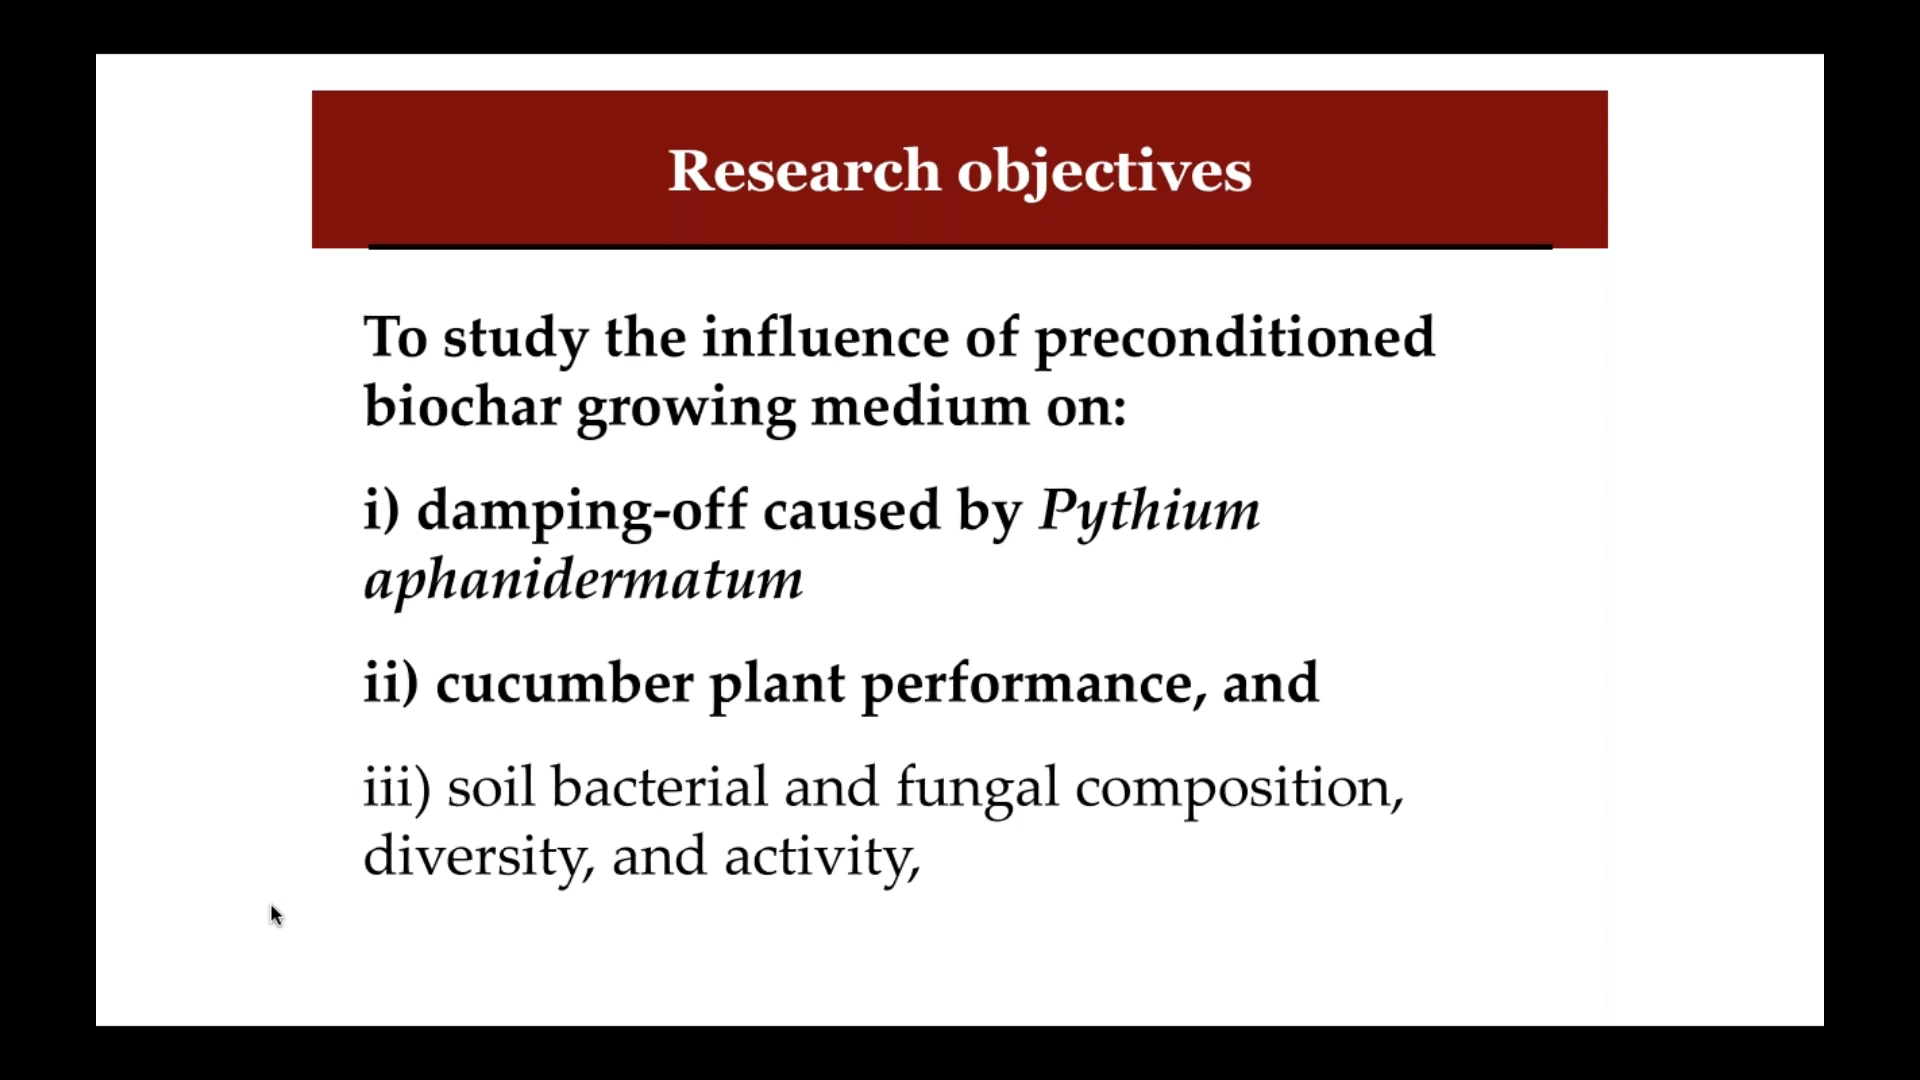 Research objectives
To study the influence of preconditioned
biochar growing medium on:
i) damping-off caused by Pythium
aphanidermatum
ii) cucumber plant performance, and
iii) soil bacterial and fungal composition,
diversity, and activity,